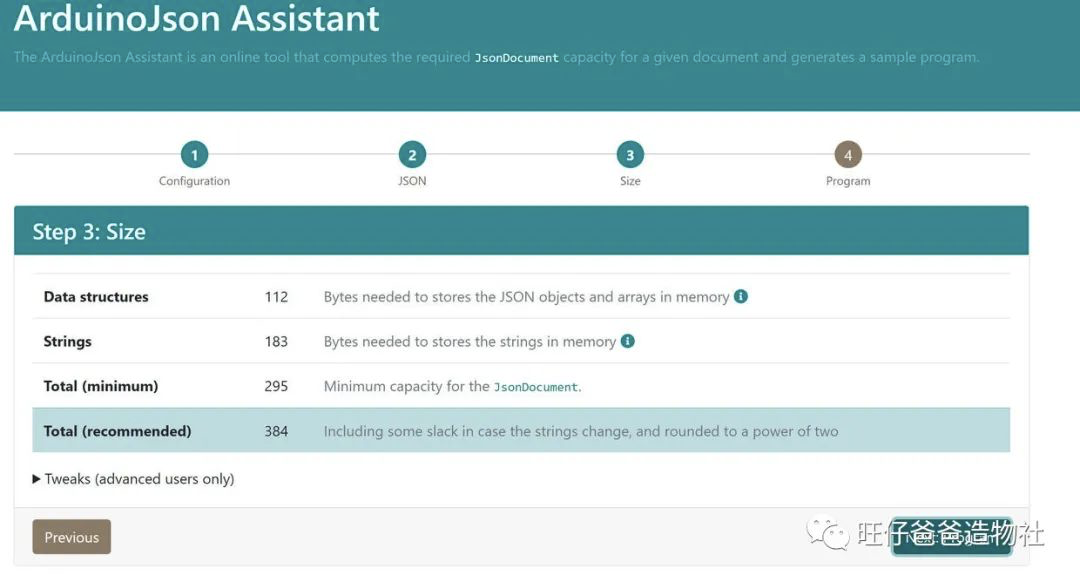 ArduinoJson Assistant
The ArduinoJson Assistant is an online tool that computes the required JsonDocument capacity for a given document and generates a sample program.
1 2 3 4
Configuration JSON Size Program
Step 3: Size
Data structures 112 Bytes needed to stores the JSON objects and arrays in memory
Strings 183 Bytes needed to stores the strings in memory
Total (minimum) 295 Minimum capacity for the JsonDocument.
Total (recommended) 384 Including some slack in case the strings change, and rounded to a power of two
Tweaks (advanced users only)
Previous Next: Program
旺仔爸爸造物社